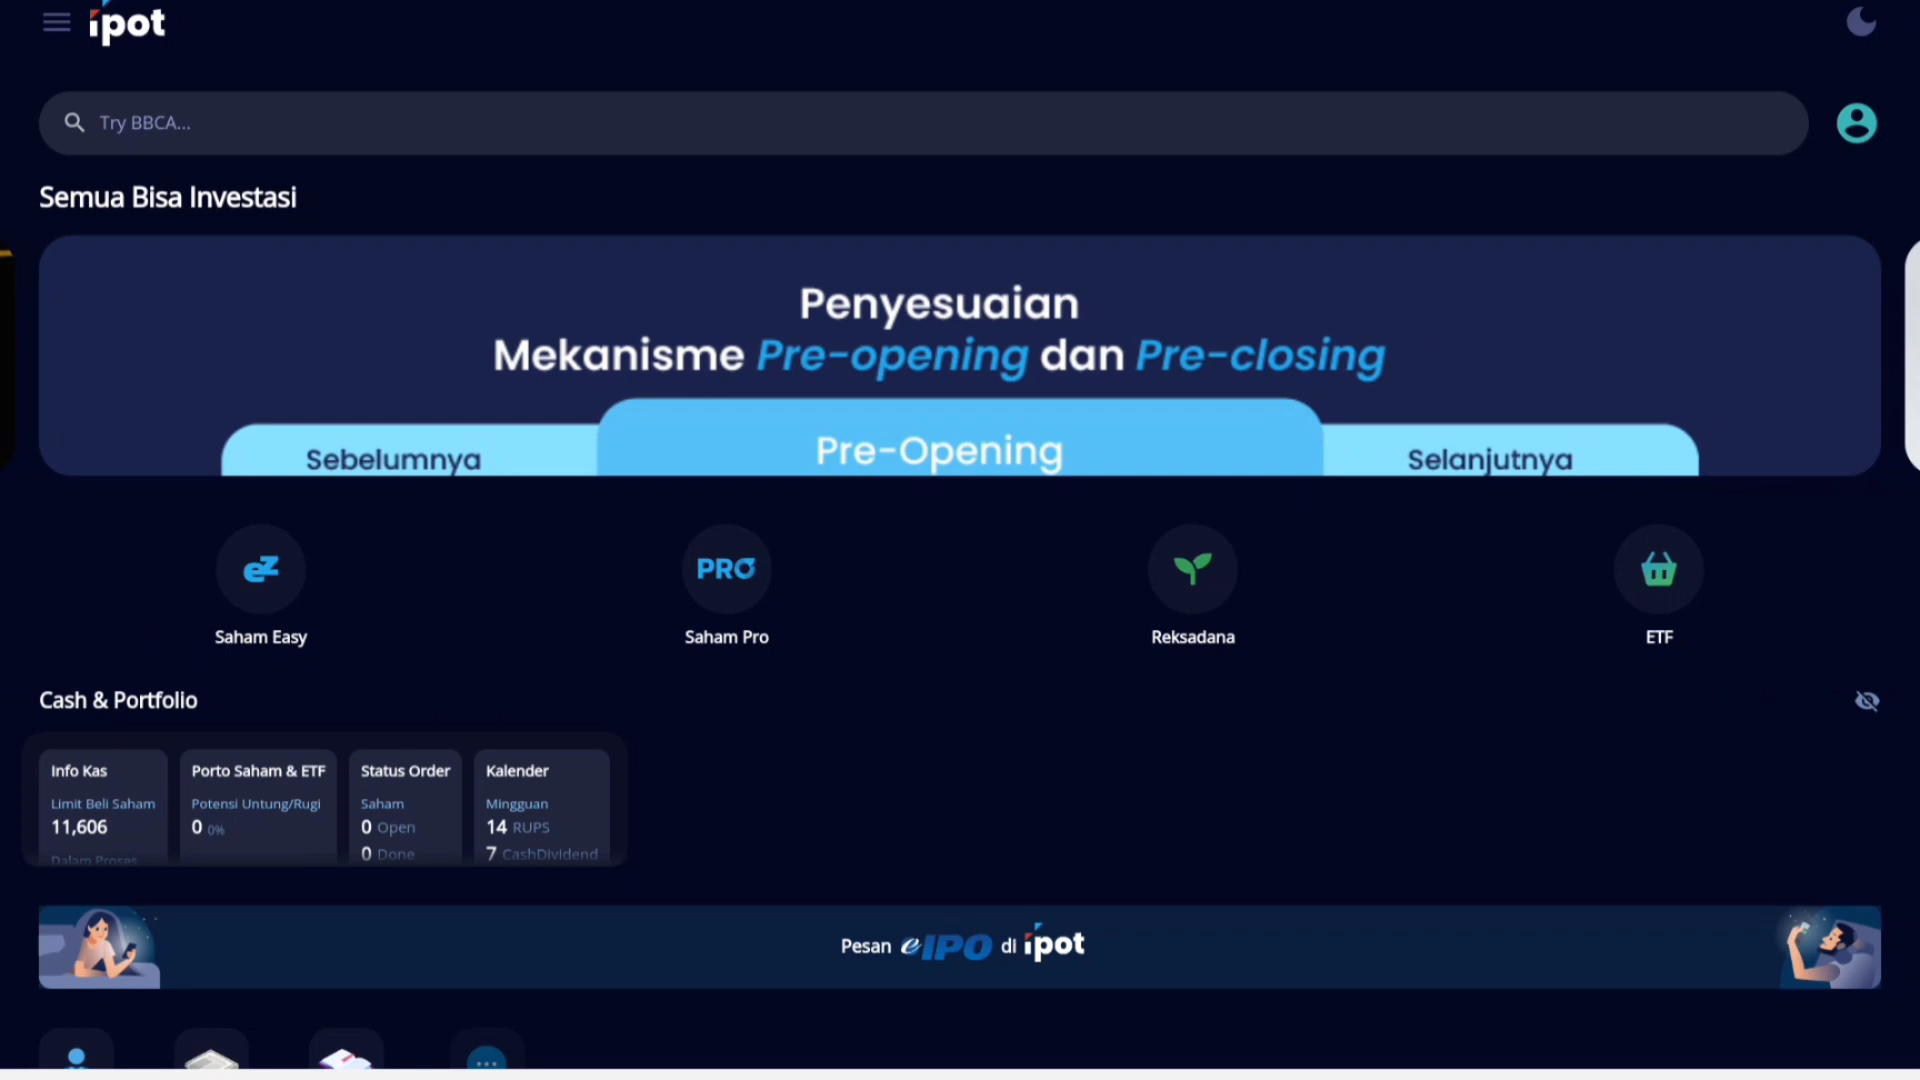 ipot
Try BBCA...
Semua Bisa Investasi
Penyesuaian
Mekanisme Pre-opening dan Pre-closing
Sebelumnya
Pre-Opening
Selanjutnya
eZ
PRO
Saham Easy
Saham Pro
Reksadana
ETF
Cash & Portfolio
Info Kas
Limit Beli Saham
11,606
Dalam Proses
Porto Saham & ETF
Potensi Untung/Rugi
0 0%
Status Order
Saham
0 Open
0 Done
Kalender
Mingguan
14 RUPS
7 CashDividend
Pesan eIPO di ipot